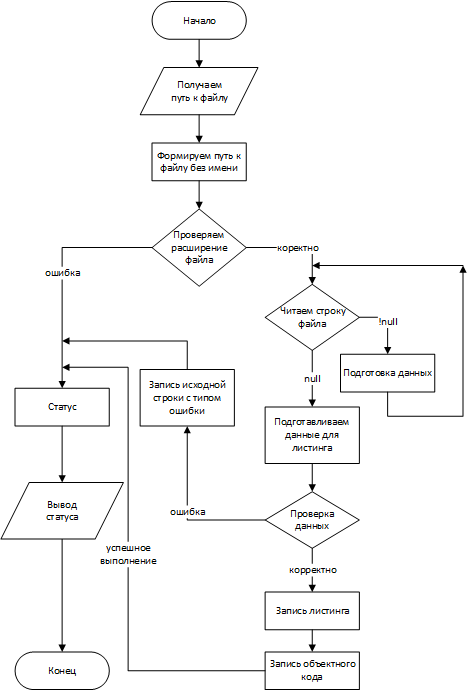 Начало
Получаем
путь к файлу
Формируем путь к
файлу без имени
Проверяем
расширение
файла
ошибка
коректно
Читаем строку
файла
!null
null
Подготовка данных
Запись исходной
строки с типом
ошибки
Статус
Подготавливаем
данные для
листинга
Вывод
статуса
ошибка
Проверка
данных
успешное
выполнение
корректно
Запись листинга
Конец
Запись объектного
кода